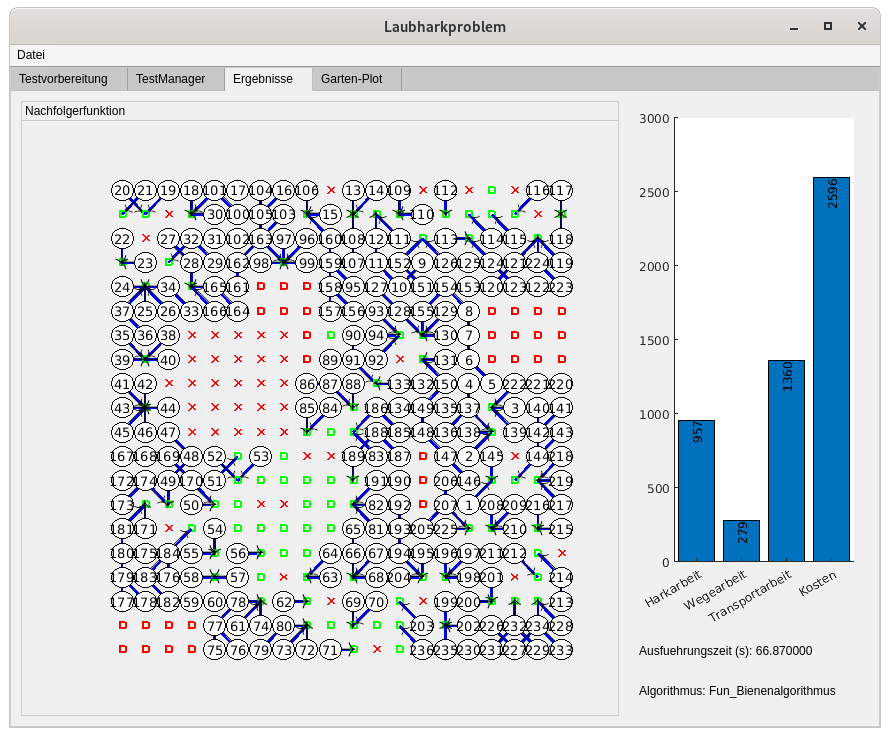 Laubharkproblem
Datei
Testvorbereitung TestManager Ergebnisse Garten-Plot
Nachfolgerfunktion
20 21 19 18 101 17 104 16 106 13 14 109 112 116 117
30 100 105 103 15 110
22 27 32 31 102 163 97 96 160 108 12 111 113 114 115 118
23 28 29 162 98 99 159 107 11 152 9 126 125 124 121 224 119
24 34 165 161 158 95 127 10 151 154 153 120 123 122 223
37 25 26 33 166 164 157 156 93 128 155 129 8
35 36 38 90 94 130 7
39 40 89 91 92 131 6
41 42 86 87 88 133 132 150 4 5 222 221 220
43 44 85 84 186 134 149 135 137 3 140 141
45 46 47 188 185 148 136 138 139 142 143
167 168 169 48 52 53 189 83 187 147 2 145 144 218
172 174 49 170 51 191 190 206 146 219
173 50 82 192 207 1 208 209 216 217
181 171 54 65 81 193 205 225 210 215
180 175 184 55 56 64 66 67 194 195 196 197 211 212
179 183 176 58 57 63 68 204 198 201 214
177 178 182 59 60 78 62 69 70 199 200 213
77 61 74 80 203 202 226 232 234 228
75 76 79 73 72 71 236 235 230 231 227 229 233
3000
2500
2000
1500
1000
500
0
957
279
1360
2596
Harkarbeit
Wegearbeit
Transportarbeit
Kosten
Ausfuehrungszeit (s): 66.870000
Algorithmus: Fun_Bienenalgorithmus